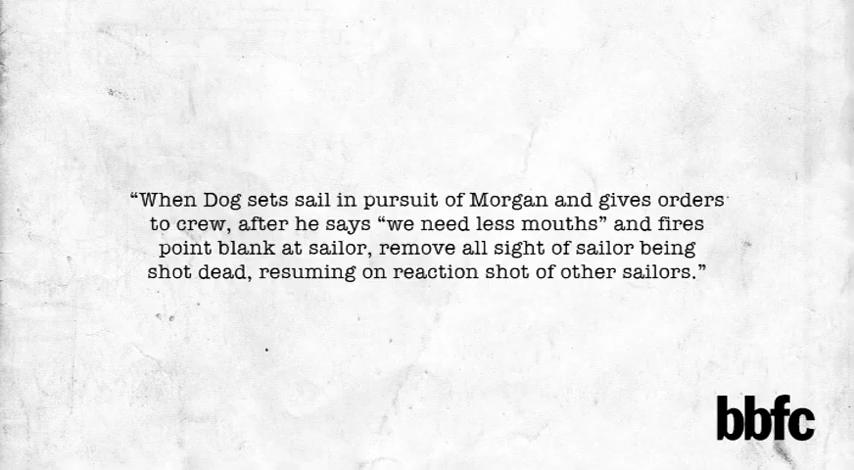 “When Dog sets sail in pursuit of Morgan and gives orders
to crew, after he says “we need less mouths” and fires
point blank at sailor, remove all sight of sailor being
shot dead, resuming on reaction shot of other sailors.”
bbfc